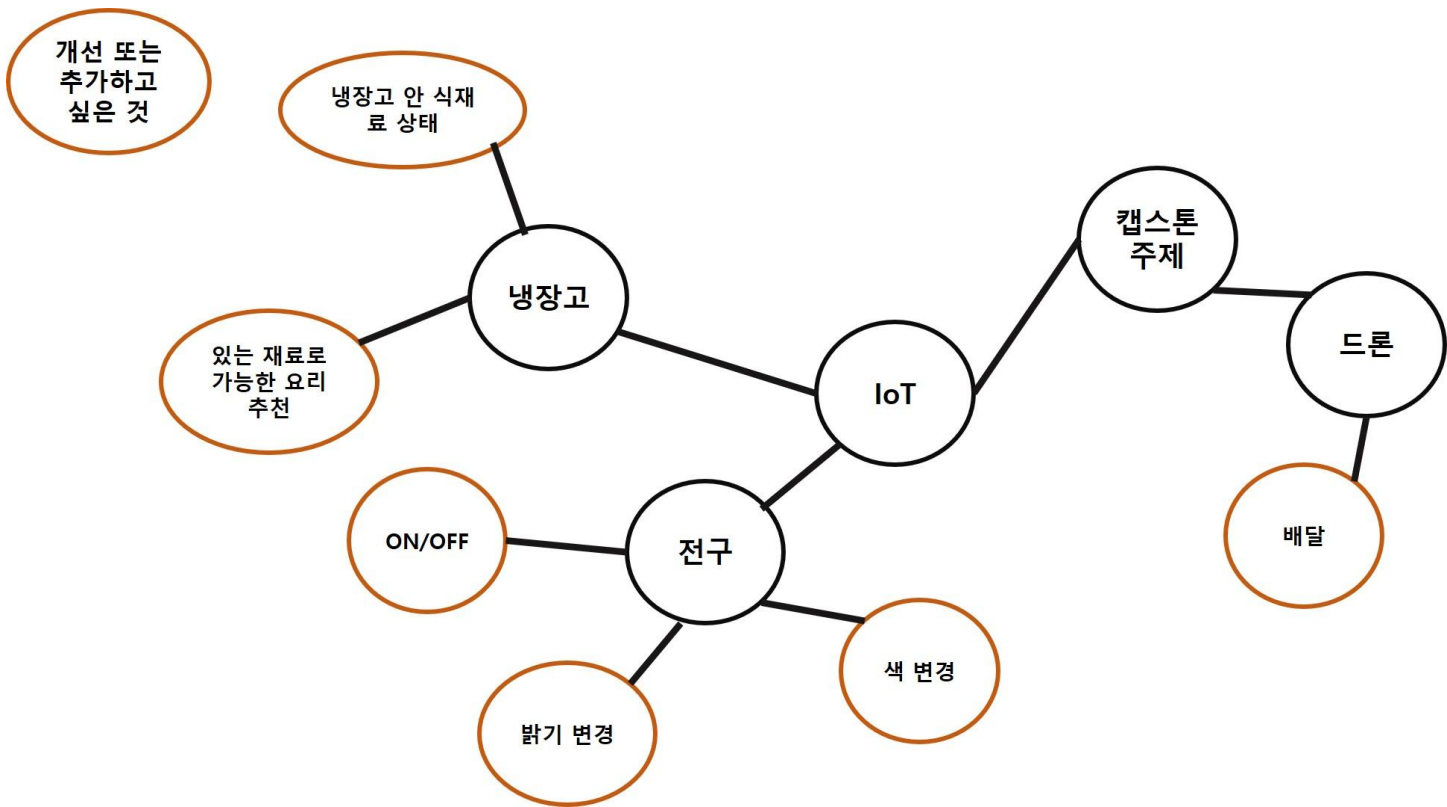 개선 또는
추가하고
싶은 것
냉장고 안 식재
료 상태
캡스톤
주제
냉장고
드론
있는 재료로
가능한 요리
추천
IoT
ON/OFF
전구
배달
색 변경
밝기 변경